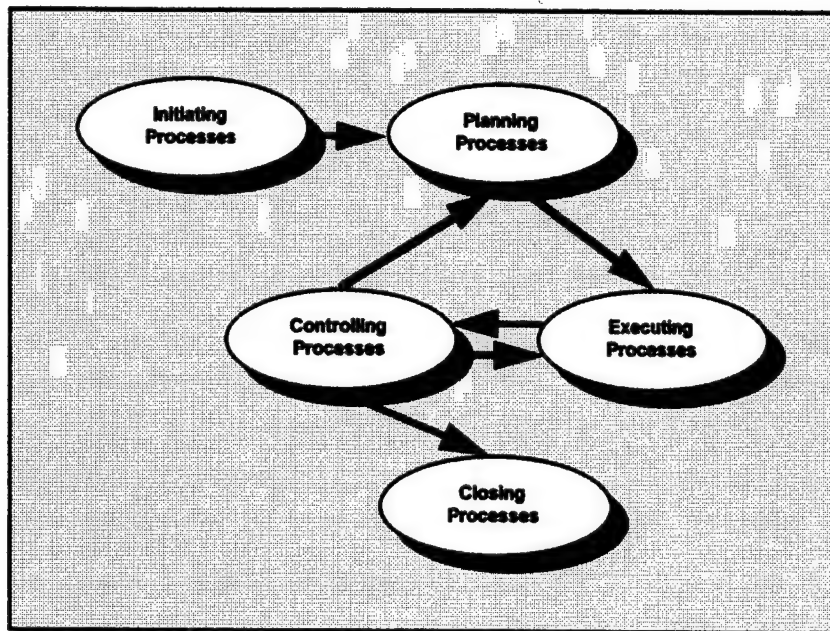 Initiating
Processes
Planning
Processes
Controlling
Processes
Executing
Processes
Closing
Processes